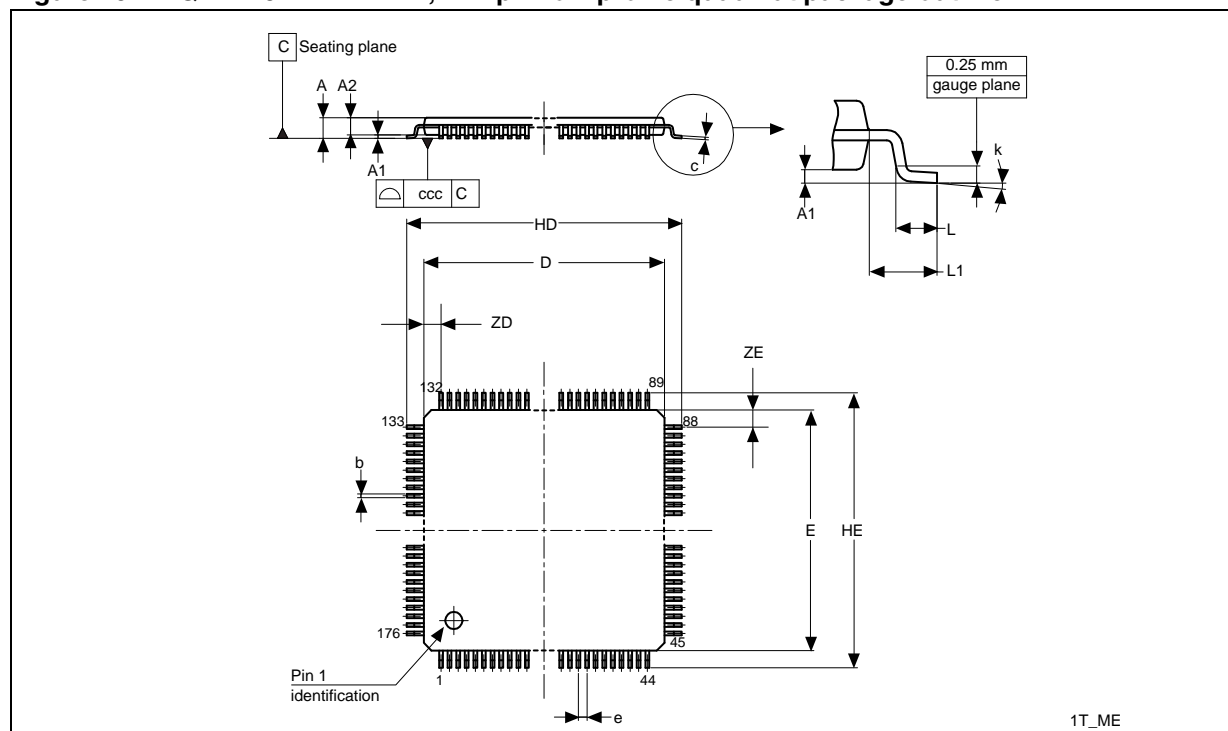 C Seating plane
A A2
A1
c
ccc C
0.25 mm
gauge plane
k
A1
L
L1
HD
D
ZD
ZE
132
89
133
88
b
E
HE
176
45
Pin 1
identification
1
44
e
1T_ME